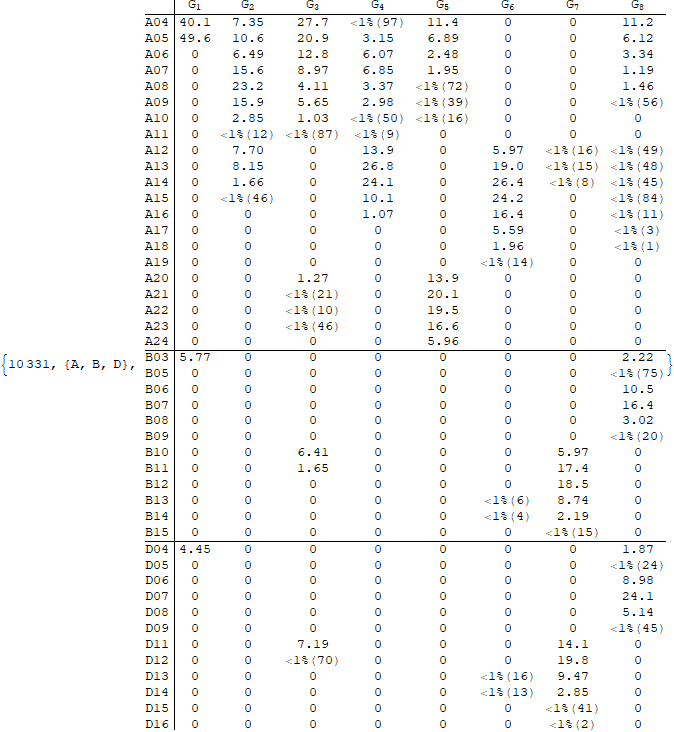 G1 G2 G3 G4 G5 G6 G7 G8
A04 40.1 7.35 27.7 <1%(97) 11.4 0 0 11.2
A05 49.6 10.6 20.9 3.15 6.89 0 0 6.12
A06 0 6.49 12.8 6.07 2.48 0 0 3.34
A07 0 15.6 8.97 6.85 1.95 0 0 1.19
A08 0 23.2 4.11 3.37 <1%(72) 0 0 1.46
A09 0 15.9 5.65 2.98 <1%(39) 0 0 <1%(56)
A10 0 2.85 1.03 <1%(50) <1%(16) 0 0 0
A11 0 <1%(12) <1%(87) <1%(9) 0 0 0 0
A12 0 7.70 0 13.9 0 5.97 <1%(16) <1%(49)
A13 0 8.15 0 26.8 0 19.0 <1%(15) <1%(48)
A14 0 1.66 0 24.1 0 26.4 <1%(8) <1%(45)
A15 0 <1%(46) 0 10.1 0 24.2 0 <1%(84)
A16 0 0 0 1.07 0 16.4 0 <1%(11)
A17 0 0 0 0 0 5.59 0 <1%(3)
A18 0 0 0 0 0 1.96 0 <1%(1)
A19 0 0 0 0 0 <1%(14) 0 0
A20 0 0 1.27 0 13.9 0 0 0
A21 0 0 <1%(21) 0 20.1 0 0 0
A22 0 0 <1%(10) 0 19.5 0 0 0
A23 0 0 <1%(46) 0 16.6 0 0 0
A24 0 0 0 0 5.96 0 0 0
{10331, {A, B, D}, B03 5.77 0 0 0 0 0 0 2.22 }
B05 0 0 0 0 0 0 0 <1%(75)
B06 0 0 0 0 0 0 0 10.5
B07 0 0 0 0 0 0 0 16.4
B08 0 0 0 0 0 0 0 3.02
B09 0 0 0 0 0 0 0 <1%(20)
B10 0 0 6.41 0 0 0 5.97 0
B11 0 0 1.65 0 0 0 17.4 0
B12 0 0 0 0 0 0 18.5 0
B13 0 0 0 0 0 <1%(6) 8.74 0
B14 0 0 0 0 0 <1%(4) 2.19 0
B15 0 0 0 0 0 0 <1%(15) 0
D04 4.45 0 0 0 0 0 0 1.87
D05 0 0 0 0 0 0 0 <1%(24)
D06 0 0 0 0 0 0 0 8.98
D07 0 0 0 0 0 0 0 24.1
D08 0 0 0 0 0 0 0 5.14
D09 0 0 0 0 0 0 0 <1%(45)
D11 0 0 7.19 0 0 0 14.1 0
D12 0 0 <1%(70) 0 0 0 19.8 0
D13 0 0 0 0 0 <1%(16) 9.47 0
D14 0 0 0 0 0 <1%(13) 2.85 0
D15 0 0 0 0 0 0 <1%(41) 0
D16 0 0 0 0 0 0 <1%(2) 0